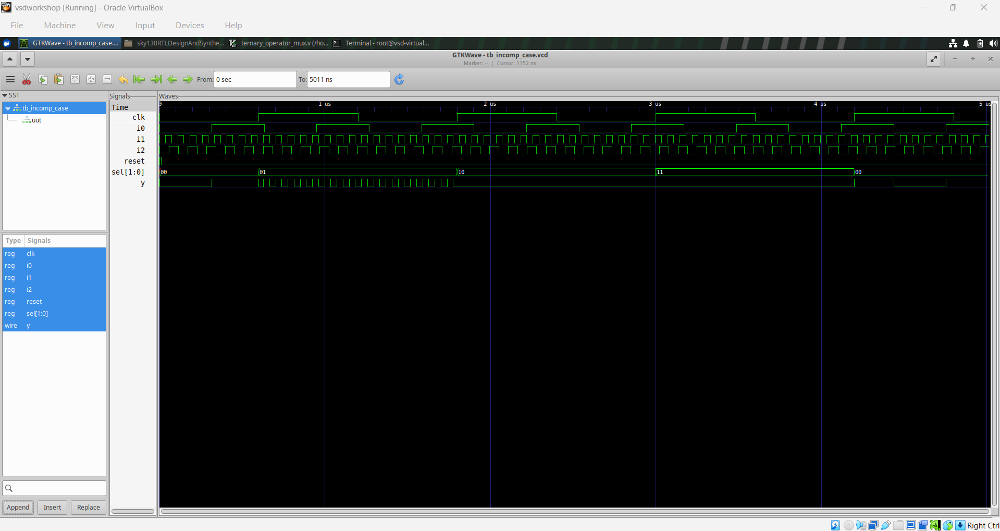 vsdworkshop [Running] - Oracle VirtualBox
File Machine View Input Devices Help
GTKWave - tb_incomp_case.... sky130RTLDesignAndSynthe... ternary_operator_mux.v (/ho... Terminal - root@vsd-virtual...
GTKWave - tb_incomp_case.vcd
Marker: -- | Cursor: 1152 ns
From: 0 sec To: 5011 ns
SST
tb_incomp_case
uut
Type Signals
reg clk
reg i0
reg i1
reg i2
reg reset
reg sel[1:0]
wire y
Append Insert Replace
Signals
Time
clk
i0
i1
i2
reset
sel[1:0]
y
Waves
0 1 us 2 us 3 us 4 us 5 us
00 01 10 11 00
Right Ctrl